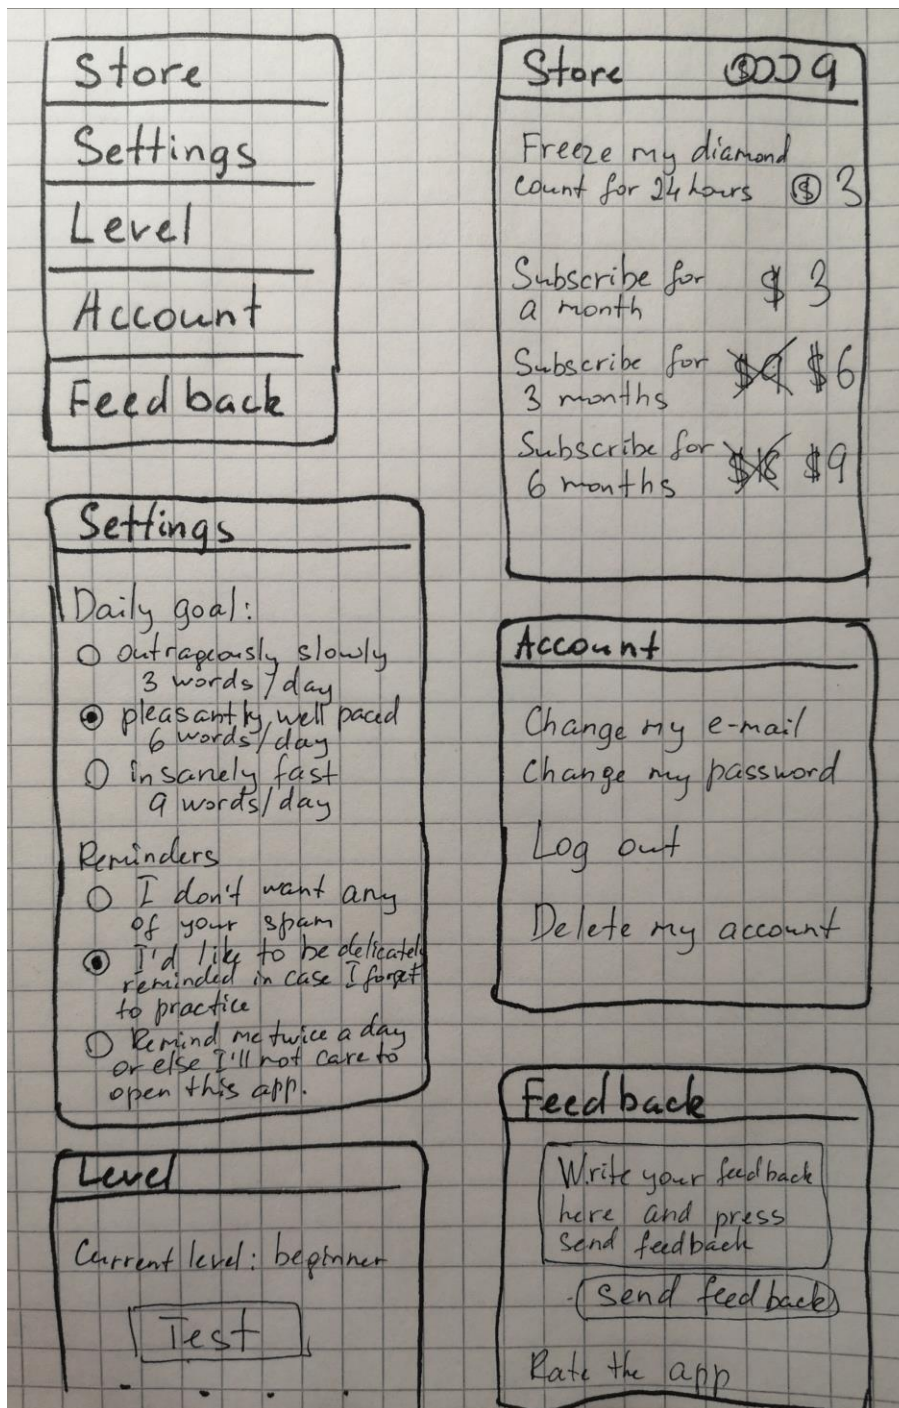 Store
Settings
Level
Account
Feedback
Settings
Daily goal:
outrageously slowly
3 words/day
pleasantly well paced
6 words/day
insanely fast
9 words/day
Reminders
I don't want any
of your spam
I'd like to be delicately
reminded in case I forget
to practice
Remind me twice a day
or else I'll not care to
open this app.
Level
Current level: beginner
Test
Store 9
Freeze my diamond
count for 24 hours $ 3
Subscribe for
a month $ 3
Subscribe for $9 $6
3 months
Subscribe for $18 $9
6 months
Account
Change my e-mail
Change my password
Log out
Delete my account
Feedback
Write your feedback
here and press
send feedback
Send feedback
Rate the app